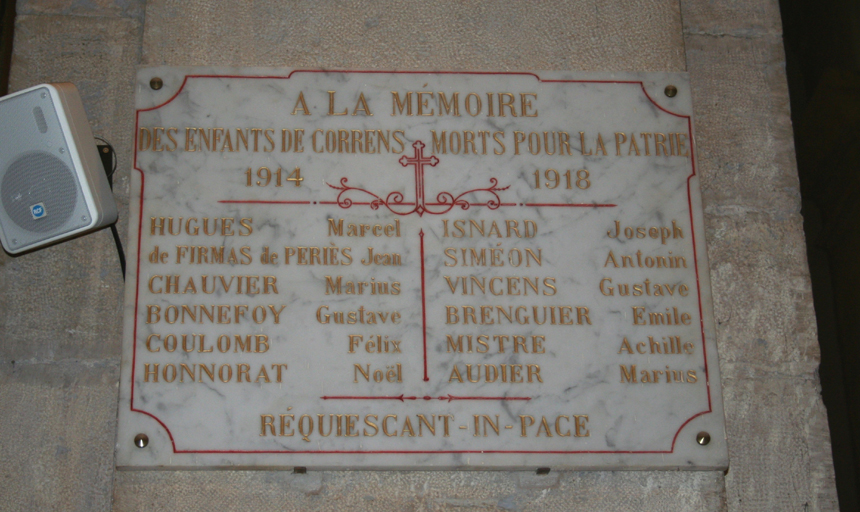 A LA MÉMOIRE
DES ENFANTS DE CORRENS MORTS POUR LA PATRIE
1914 1918
HUGUES Marcel
de FIRMAS de PERIÈS Jean
CHAUVIER Marius
BONNEFOY Gustave
COULOMB Félix
HONNORAT Noël
ISNARD Joseph
SIMÉON Antonin
VINCENS Gustave
BRENGUIER Emile
MISTRE Achille
AUDIER Marius
RÉQUIESCANT-IN-PACE